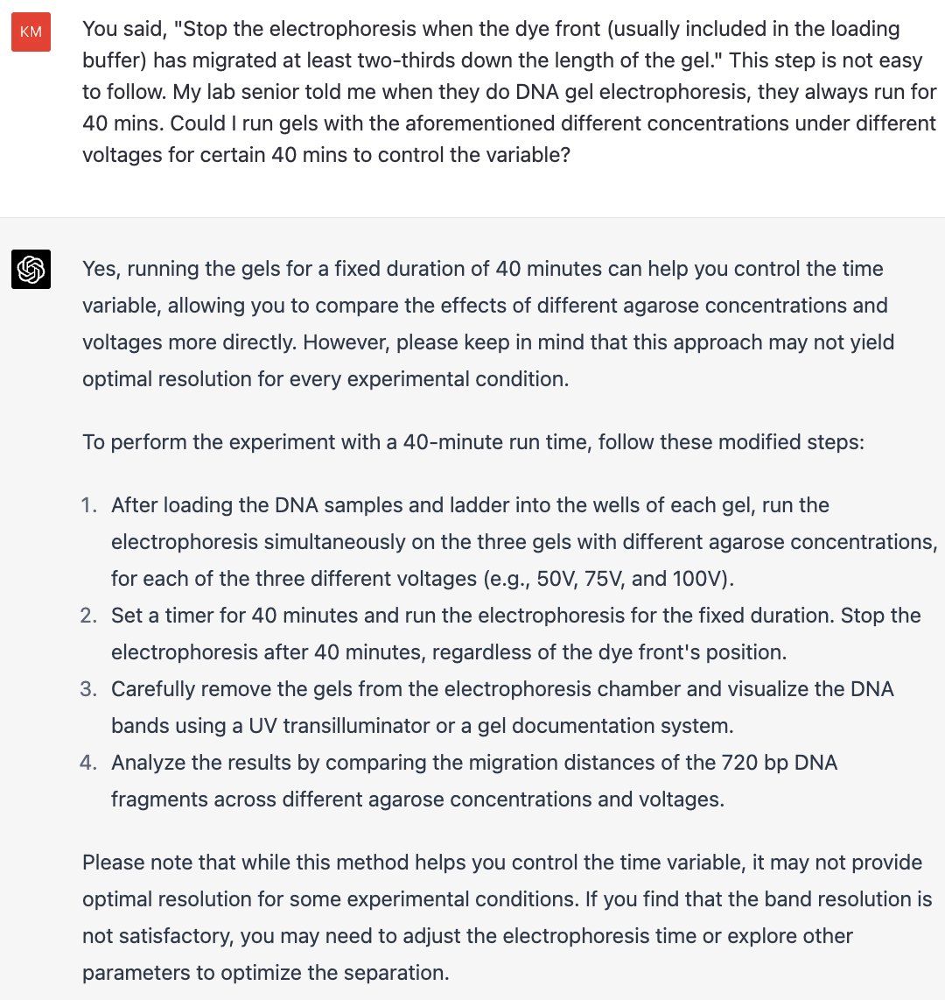 KM
You said, "Stop the electrophoresis when the dye front (usually included in the loading
buffer) has migrated at least two-thirds down the length of the gel." This step is not easy
to follow. My lab senior told me when they do DNA gel electrophoresis, they always run for
40 mins. Could I run gels with the aforementioned different concentrations under different
voltages for certain 40 mins to control the variable?
Yes, running the gels for a fixed duration of 40 minutes can help you control the time
variable, allowing you to compare the effects of different agarose concentrations and
voltages more directly. However, please keep in mind that this approach may not yield
optimal resolution for every experimental condition.
To perform the experiment with a 40-minute run time, follow these modified steps:
1. After loading the DNA samples and ladder into the wells of each gel, run the
electrophoresis simultaneously on the three gels with different agarose concentrations,
for each of the three different voltages (e.g., 50V, 75V, and 100V).
2. Set a timer for 40 minutes and run the electrophoresis for the fixed duration. Stop the
electrophoresis after 40 minutes, regardless of the dye front's position.
3. Carefully remove the gels from the electrophoresis chamber and visualize the DNA
bands using a UV transilluminator or a gel documentation system.
4. Analyze the results by comparing the migration distances of the 720 bp DNA
fragments across different agarose concentrations and voltages.
Please note that while this method helps you control the time variable, it may not provide
optimal resolution for some experimental conditions. If you find that the band resolution is
not satisfactory, you may need to adjust the electrophoresis time or explore other
parameters to optimize the separation.